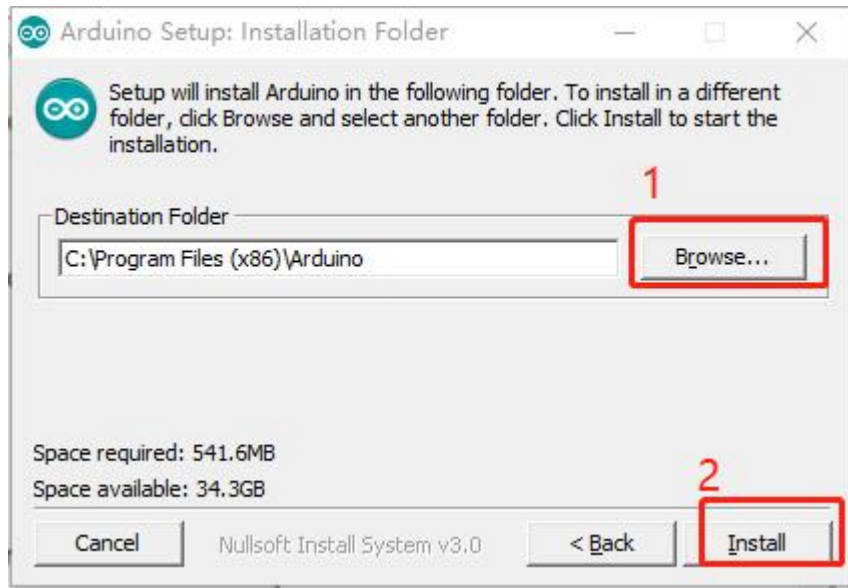 Arduino Setup: Installation Folder
Setup will install Arduino in the following folder. To install in a different
folder, click Browse and select another folder. Click Install to start the
installation.
1
Destination Folder
C:\Program Files (x86)\Arduino
Browse...
Space required: 541.6MB
Space available: 34.3GB
2
Cancel
Nullsoft Install System v3.0
< Back
Install